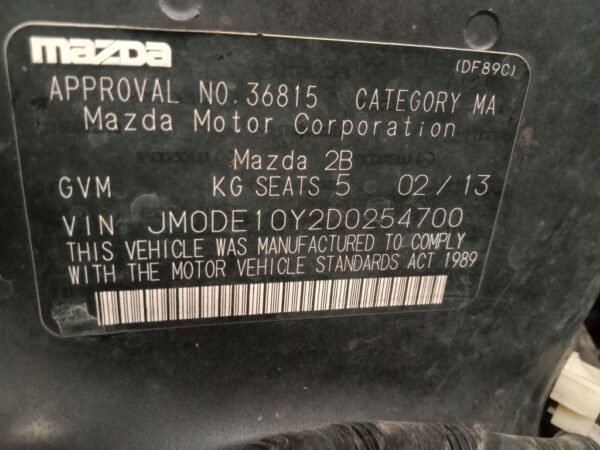 mazda
(DF89C)
APPROVAL NO. 36815 CATEGORY MA
Mazda Motor Corporation
Mazda 2B
GVM KG SEATS 5 02/13
VIN JM0DE10Y2D0254700
THIS VEHICLE WAS MANUFACTURED TO COMPLY
WITH THE MOTOR VEHICLE STANDARDS ACT 1989